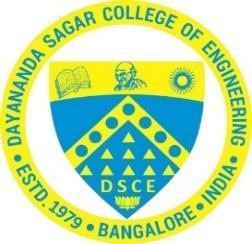 DAYANANDA SAGAR COLLEGE OF ENGINEERING
DSCE
• ESTD. 1979 • BANGALORE • INDIA •